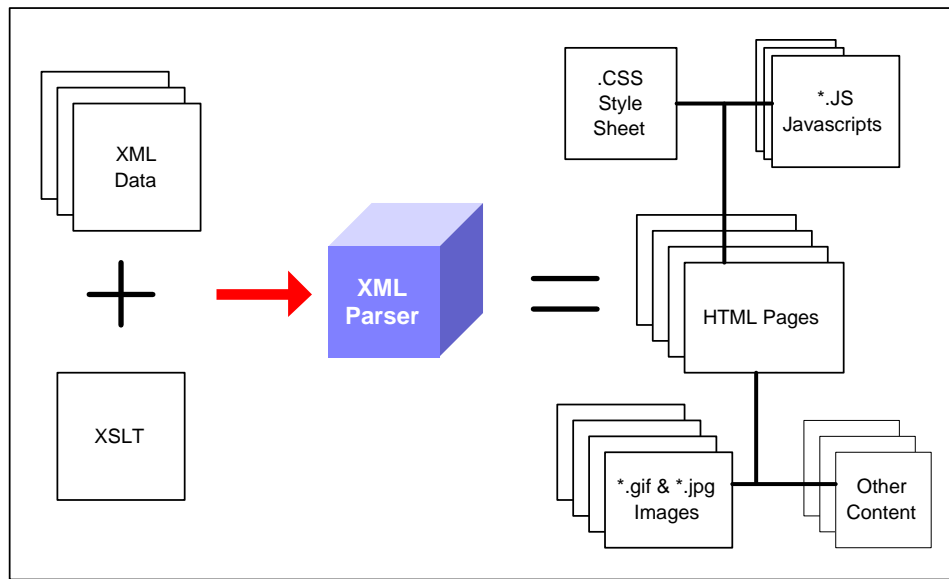 XML
Data
XSLT
XML
Parser
.CSS
Style
Sheet
*.JS
Javascripts
HTML Pages
*.gif & *.jpg
Images
Other
Content